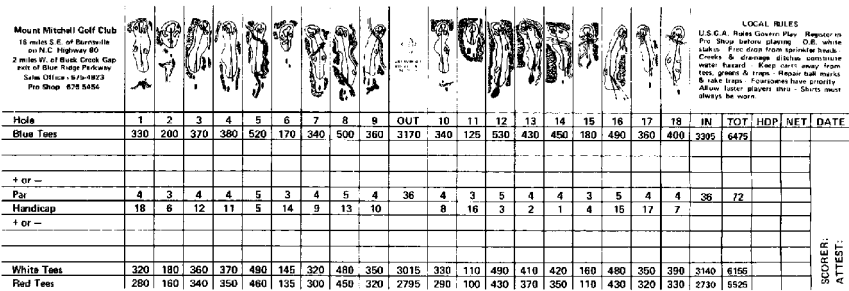 Mount Mitchell Golf Club
16 miles S.E. of Burnsville
on N.C. Highway 80
2 miles W. of Buck Creek Gap
exit of Blue Ridge Parkway
Sales Office - 675-4923
Pro Shop 675 5454
LOCAL RULES
U.S.G.A. Rules Govern Play Register in
Pro Shop before playing O.B. white
stakes Free drop from sprinkler heads
Creeks & drainage ditches constitute
water hazard Keep carts away from
tees, greens & traps - Repair ball marks
& rake traps - Foursomes have priority
Allow faster players thru - Shirts must
always be worn.
Hole 1 2 3 4 5 6 7 8 9 OUT 10 11 12 13 14 15 16 17 18 IN TOT HDP NET DATE
Blue Tees 330 200 370 380 520 170 340 500 360 3170 340 125 530 430 450 180 490 360 400 3305 6475
+ or —
Par 4 3 4 4 5 3 4 5 4 36 4 3 5 4 4 3 5 4 4 36 72
Handicap 18 6 12 11 5 14 9 13 10 8 16 3 2 1 4 15 17 7
+ or —
White Tees 320 180 360 370 490 145 320 480 350 3015 330 110 490 410 420 160 480 350 390 3140 6155
Red Tees 280 160 340 350 460 135 300 450 320 2795 290 100 430 370 350 110 430 320 330 2730 5525
SCORER:
ATTEST: